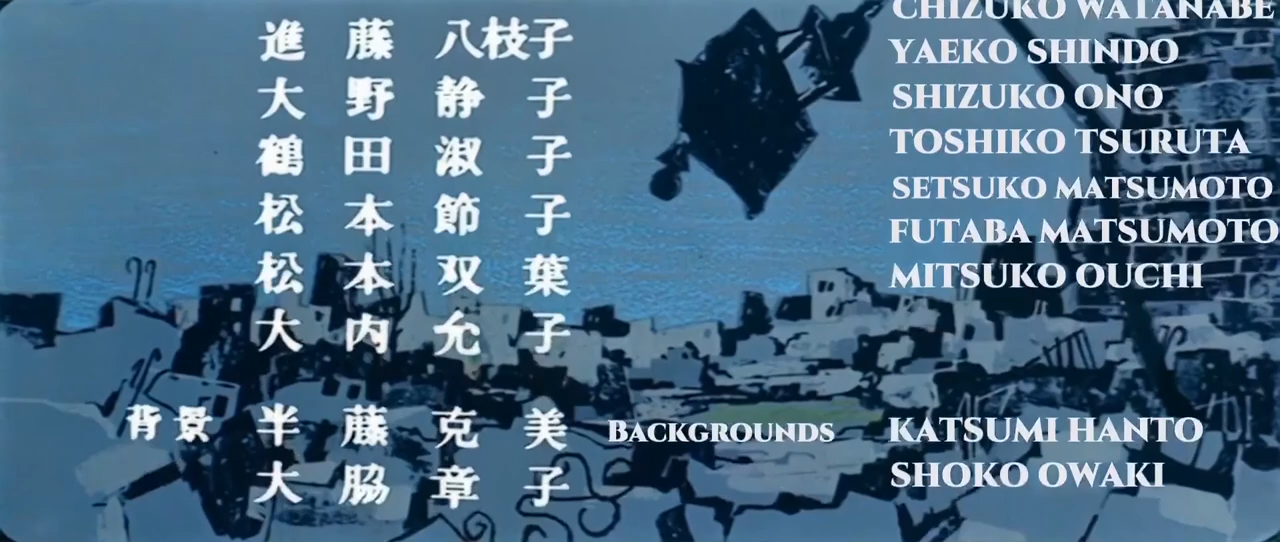 CHIZUKO WATANABE
進藤八枝子 YAEKO SHINDO
大野静子 SHIZUKO ONO
鶴田淑子 TOSHIKO TSURUTA
松本節子 SETSUKO MATSUMOTO
松本双葉 FUTABA MATSUMOTO
大内允子 MITSUKO OUCHI
背景 半藤克美 BACKGROUNDS KATSUMI HANTO
大脇章子 SHOKO OWAKI